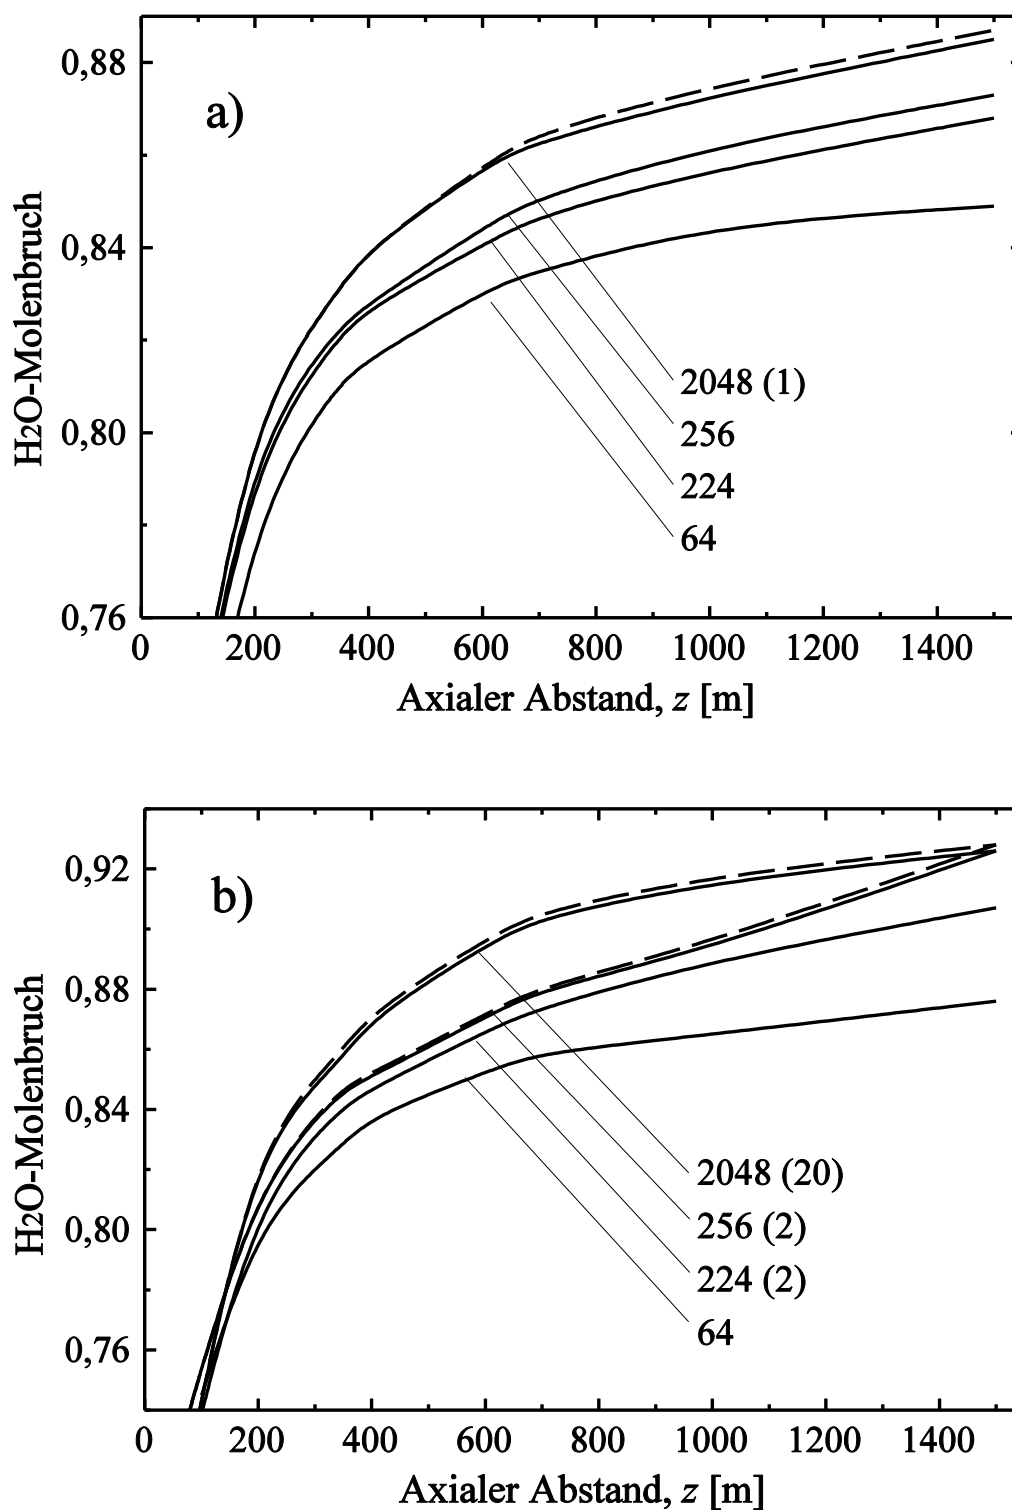 a)
0,88
0,84
0,80
0,76
H2O-Molenbruch
2048 (1)
256
224
64
0 200 400 600 800 1000 1200 1400
Axialer Abstand, z [m]
b)
0,92
0,88
0,84
0,80
0,76
H2O-Molenbruch
2048 (20)
256 (2)
224 (2)
64
0 200 400 600 800 1000 1200 1400
Axialer Abstand, z [m]